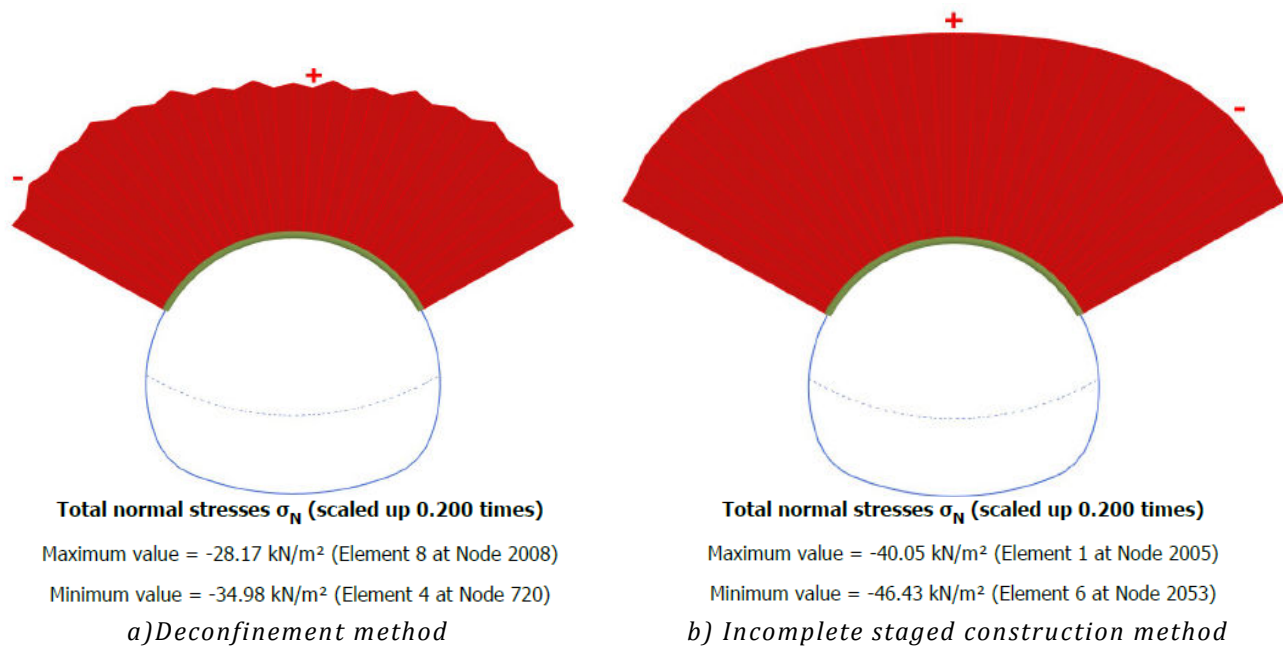 +
-
Total normal stresses σN (scaled up 0.200 times)
Maximum value = -28.17 kN/m² (Element 8 at Node 2008)
Minimum value = -34.98 kN/m² (Element 4 at Node 720)
a)Deconfinement method
+
-
Total normal stresses σN (scaled up 0.200 times)
Maximum value = -40.05 kN/m² (Element 1 at Node 2005)
Minimum value = -46.43 kN/m² (Element 6 at Node 2053)
b) Incomplete staged construction method